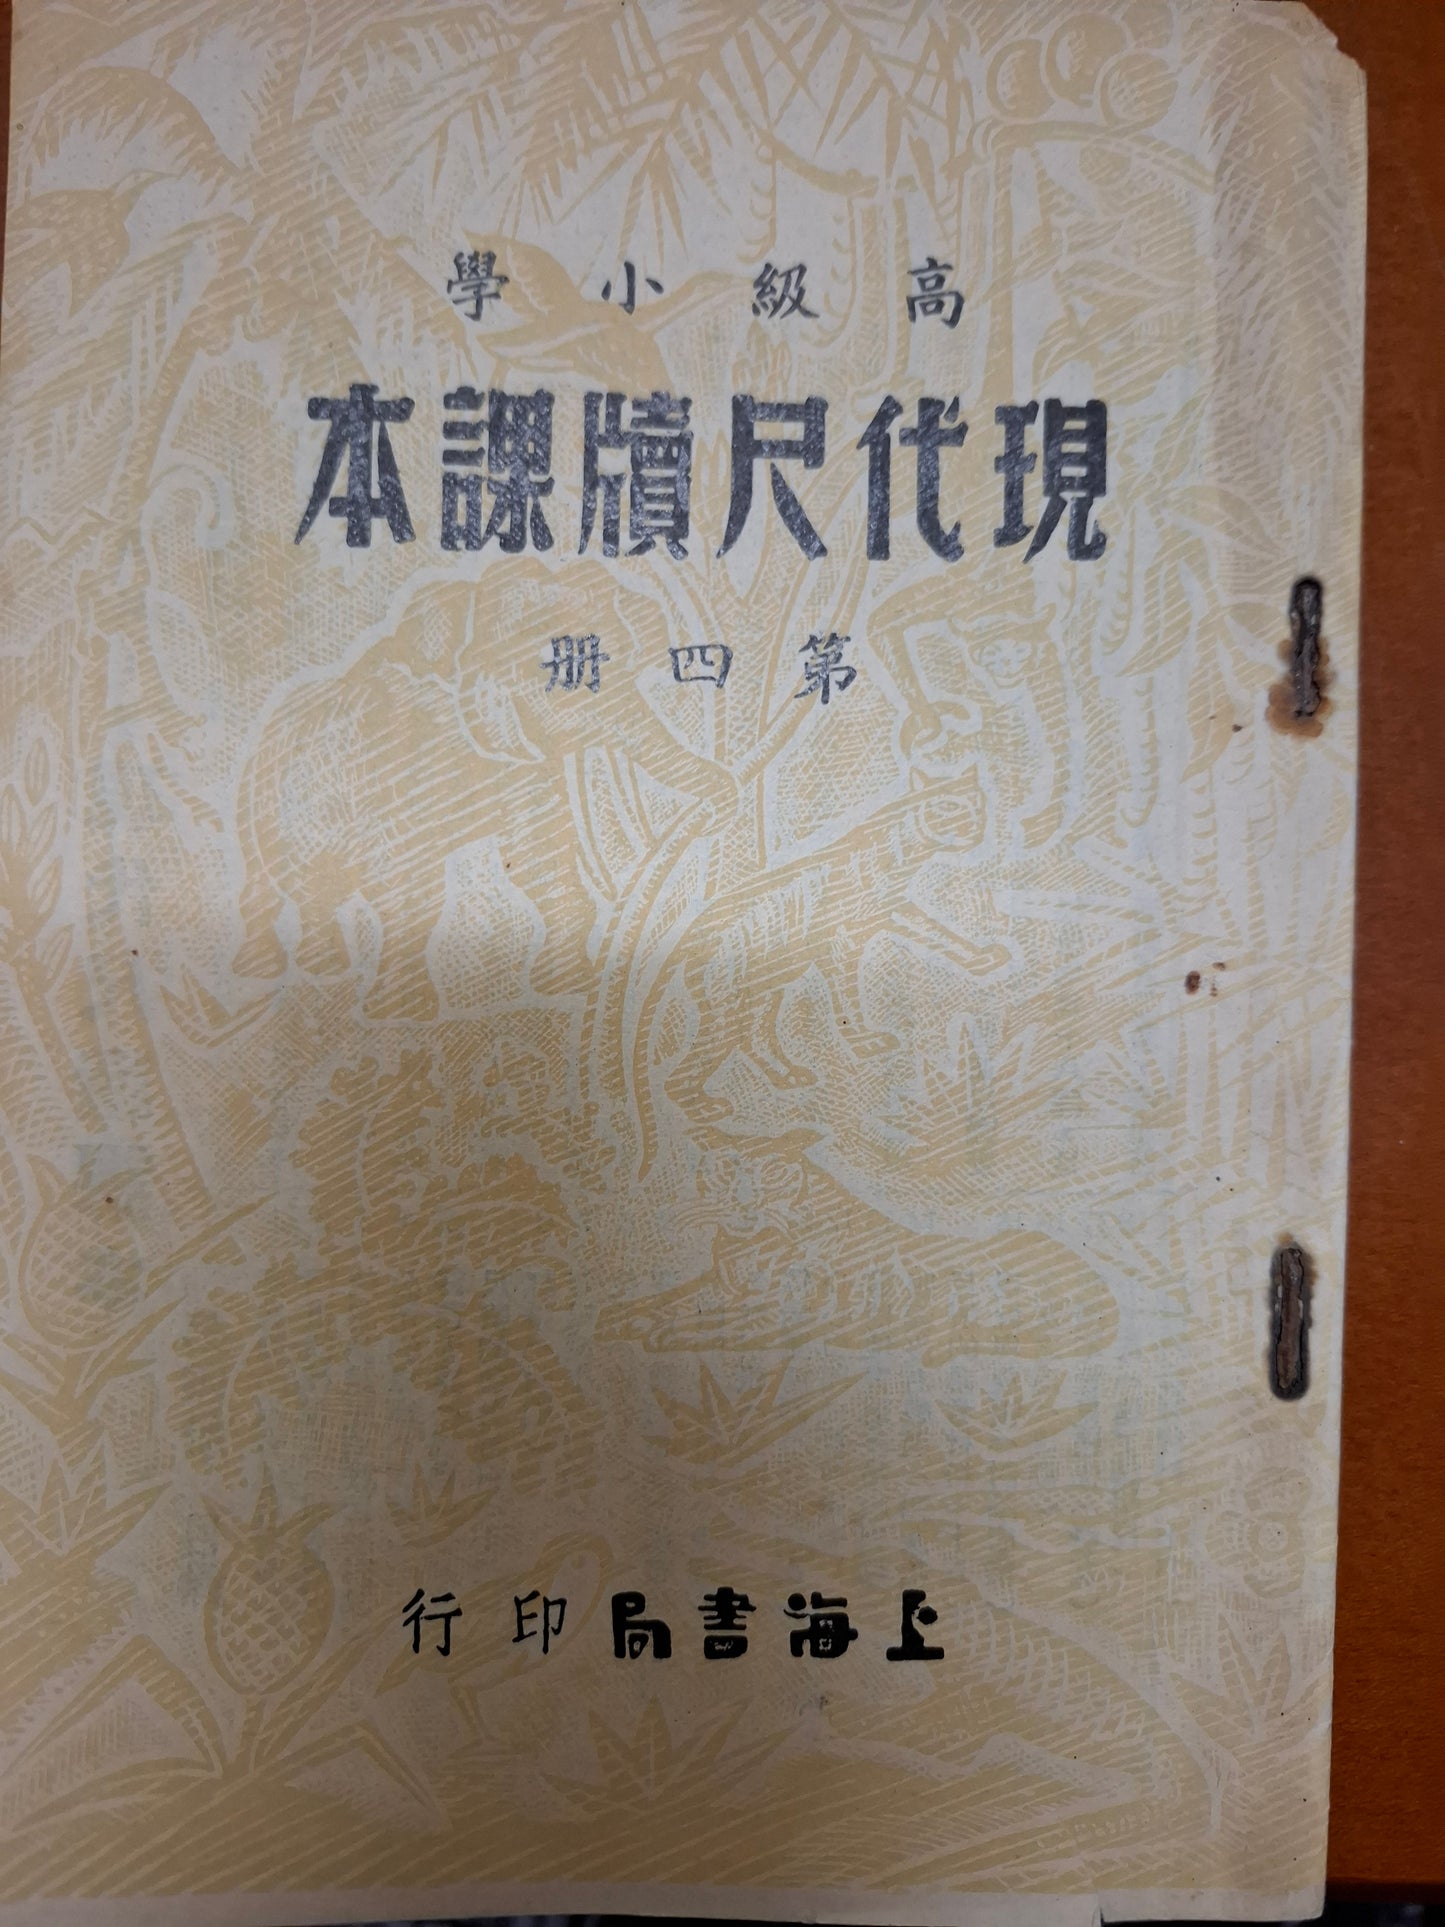 高級小學
現代尺牘課本
第四册
上海書局印行